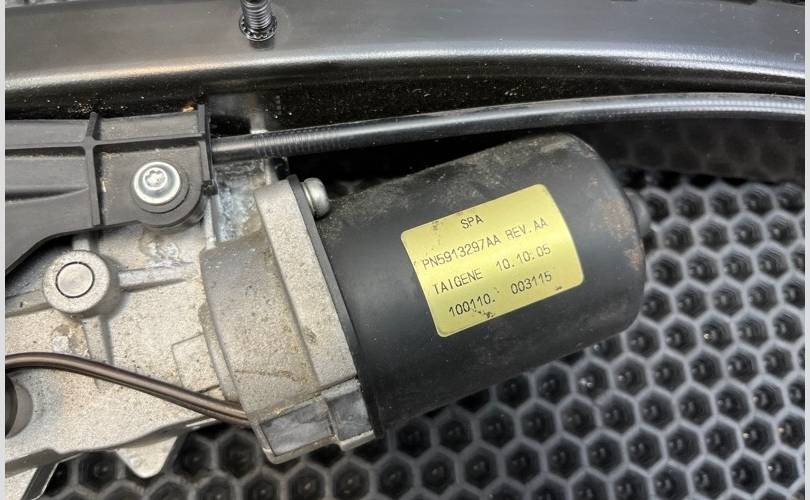 SPA
PN5913297AA REV.AA
TAIGENE 10.10.05
100110. 003115